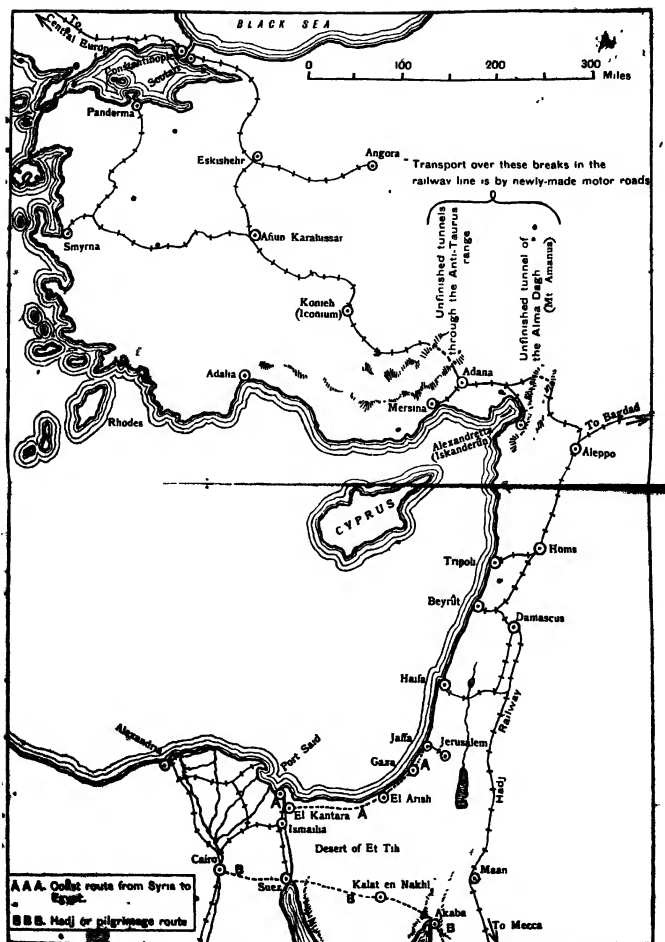 BLACK SEA
To
Central Europe
Constantinople
Scutari
0 100 200 300
Miles
Panderma
Eskishehr
Angora
Transport over these breaks in the
railway line is by newly-made motor roads
Smyrna
Afiun Karahissar
Unfinished tunnels
through the Anti-Taurus
range
Unfinished tunnel of
the Alma Dagh
(Mt Amanus)
Konieh
(Iconium)
Adalia
Adana
Mersina
Rhodes
Alexandretta
(Iskanderun)
To Bagdad
Aleppo
CYPRUS
Tripoli
Homs
Beyrût
Damascus
Haifa
Railway
Hadj
Jaffa
Jerusalem
Alexandria
Port Said
Gaza
A
A
El Arish
A
El Kantara
Ismailia
Desert of Et Tih
Cairo
B
Suez
Kalat en Nakhl
B
Maan
Akaba
B
To Mecca
A A A. Coast route from Syria to
Egypt.
B B B. Hadj or pilgrimage route